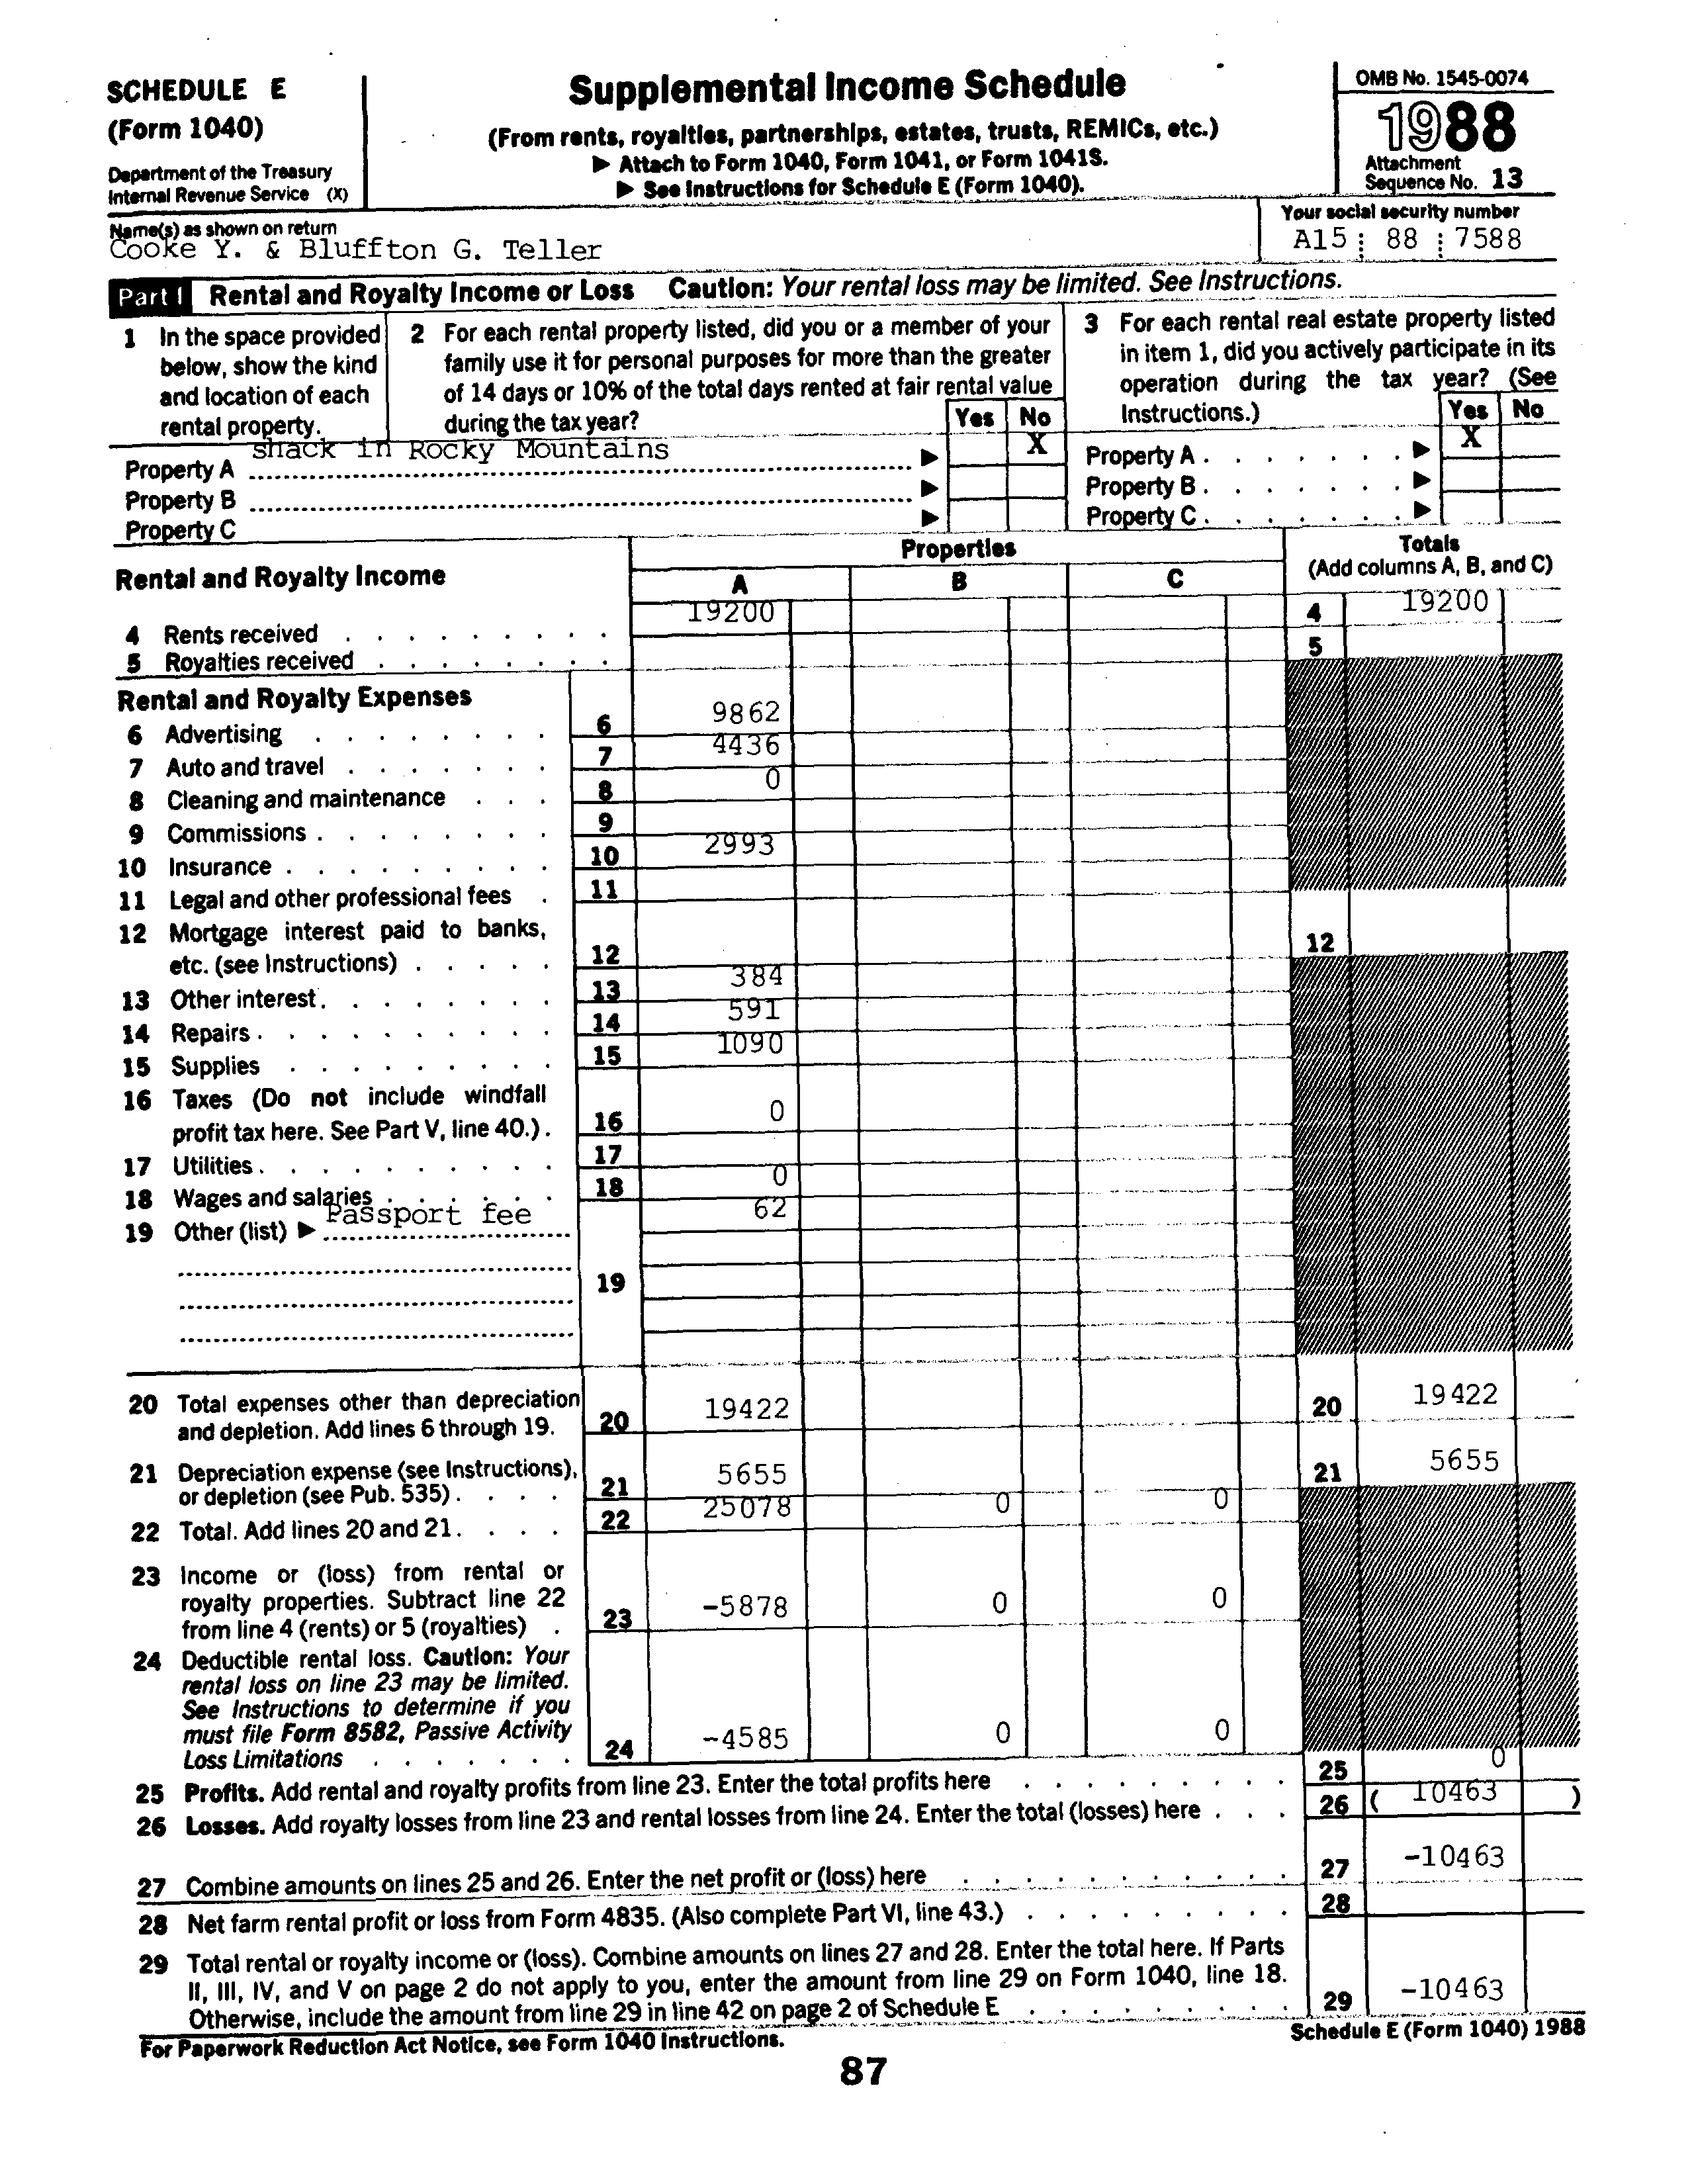 SCHEDULE E
(Form 1040)
Department of the Treasury
Internal Revenue Service (X)
Supplemental Income Schedule
(From rents, royalties, partnerships, estates, trusts, REMICs, etc.)
▶ Attach to Form 1040, Form 1041, or Form 1041S.
▶ See Instructions for Schedule E (Form 1040).
OMB No. 1545-0074
1988
Attachment
Sequence No. 13
Name(s) as shown on return
Cooke Y. & Bluffton G. Teller
Your social security number
A15 88 7588
Part I Rental and Royalty Income or Loss Caution: Your rental loss may be limited. See Instructions.
1 In the space provided
below, show the kind
and location of each
rental property.
2 For each rental property listed, did you or a member of your
family use it for personal purposes for more than the greater
of 14 days or 10% of the total days rented at fair rental value
during the tax year?
Yes No
3 For each rental real estate property listed
in item 1, did you actively participate in its
operation during the tax year? (See
Instructions.)
Yes No
Property A shack in Rocky Mountains ▶ X
Property B ▶
Property C ▶
Property A . . . . . . . ▶ X
Property B . . . . . . . ▶
Property C . . . . . . . ▶
Rental and Royalty Income
Properties
A B C
Totals
(Add columns A, B, and C)
4 Rents received 19200 4 19200
5 Royalties received 5
Rental and Royalty Expenses
6 Advertising 6 9862
7 Auto and travel 7 4436
8 Cleaning and maintenance 8 0
9 Commissions 9
10 Insurance 10 2993
11 Legal and other professional fees 11
12 Mortgage interest paid to banks,
etc. (see Instructions) 12 12
13 Other interest 13 384
14 Repairs 14 591
15 Supplies 15 1090
16 Taxes (Do not include windfall
profit tax here. See Part V, line 40.) 16 0
17 Utilities 17
18 Wages and salaries 18 0
19 Other (list) ▶ Passport fee 62
19
20 Total expenses other than depreciation
and depletion. Add lines 6 through 19. 20 19422 20 19422
21 Depreciation expense (see Instructions),
or depletion (see Pub. 535) 21 5655 21 5655
22 Total. Add lines 20 and 21 22 25078 0 0
23 Income or (loss) from rental or
royalty properties. Subtract line 22
from line 4 (rents) or 5 (royalties) 23 -5878 0 0
24 Deductible rental loss. Caution: Your
rental loss on line 23 may be limited.
See Instructions to determine if you
must file Form 8582, Passive Activity
Loss Limitations 24 -4585 0 0
25 Profits. Add rental and royalty profits from line 23. Enter the total profits here 25 0
26 Losses. Add royalty losses from line 23 and rental losses from line 24. Enter the total (losses) here 26 ( 10463 )
27 Combine amounts on lines 25 and 26. Enter the net profit or (loss) here 27 -10463
28 Net farm rental profit or loss from Form 4835. (Also complete Part VI, line 43.) 28
29 Total rental or royalty income or (loss). Combine amounts on lines 27 and 28. Enter the total here. If Parts
II, III, IV, and V on page 2 do not apply to you, enter the amount from line 29 on Form 1040, line 18.
Otherwise, include the amount from line 29 in line 42 on page 2 of Schedule E 29 -10463
For Paperwork Reduction Act Notice, see Form 1040 Instructions.
Schedule E (Form 1040) 1988
87